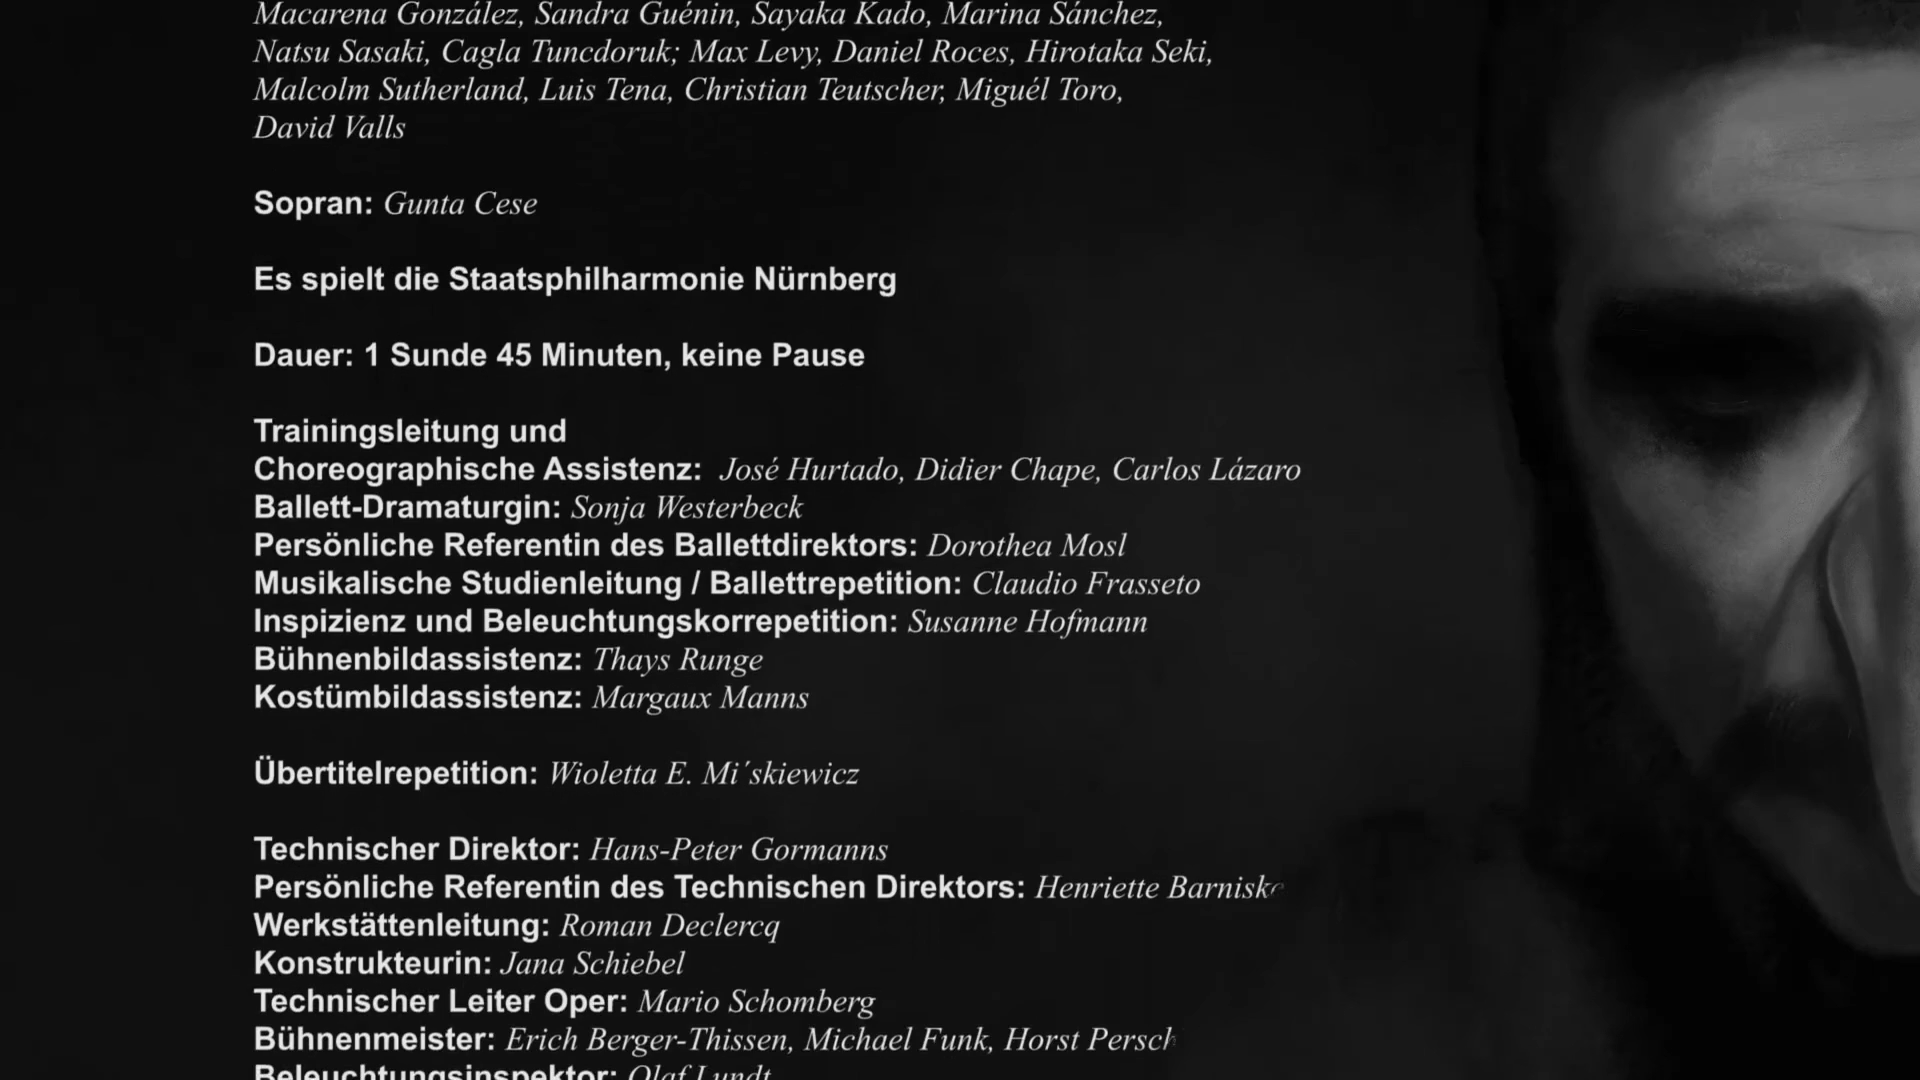 Macarena González, Sandra Guénin, Sayaka Kado, Marina Sánchez,
Natsu Sasaki, Cagla Tuncdoruk; Max Levy, Daniel Roces, Hirotaka Seki,
Malcolm Sutherland, Luis Tena, Christian Teutscher, Miguél Toro,
David Valls
Sopran: Gunta Cese
Es spielt die Staatsphilharmonie Nürnberg
Dauer: 1 Sunde 45 Minuten, keine Pause
Trainingsleitung und
Choreographische Assistenz: José Hurtado, Didier Chape, Carlos Lázaro
Ballett-Dramaturgin: Sonja Westerbeck
Persönliche Referentin des Ballettdirektors: Dorothea Mosl
Musikalische Studienleitung / Ballettrepetition: Claudio Frasseto
Inspizienz und Beleuchtungskorrepetition: Susanne Hofmann
Bühnenbildassistenz: Thays Runge
Kostümbildassistenz: Margaux Manns
Übertitelrepetition: Wioletta E. Mi´skiewicz
Technischer Direktor: Hans-Peter Gormanns
Persönliche Referentin des Technischen Direktors: Henriette Barniske
Werkstättenleitung: Roman Declercq
Konstrukteurin: Jana Schiebel
Technischer Leiter Oper: Mario Schomberg
Bühnenmeister: Erich Berger-Thissen, Michael Funk, Horst Persch
Beleuchtungsinspektor: Olaf Lundt